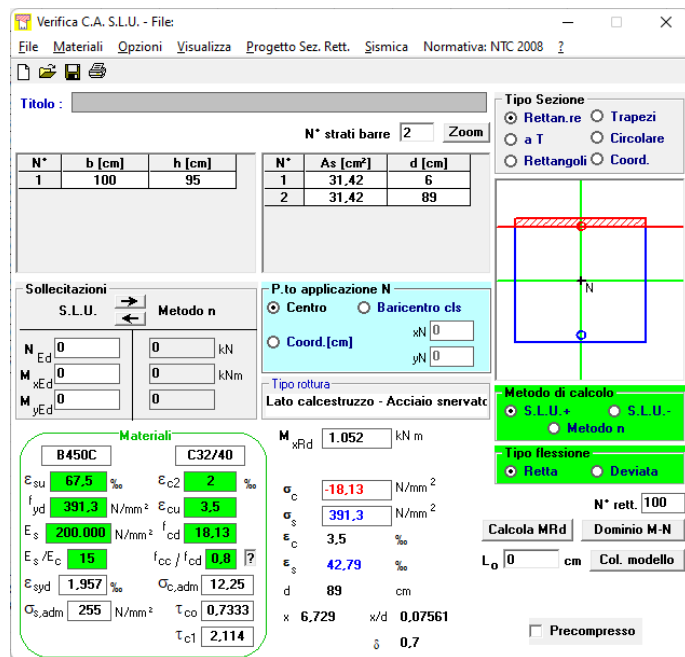 Verifica C.A. S.L.U. - File:
File Materiali Opzioni Visualizza Progetto Sez. Rett. Sismica Normativa: NTC 2008 ?
Titolo :
N° strati barre 2 Zoom
N° b [cm] h [cm]
1 100 95
N° As [cm²] d [cm]
1 31,42 6
2 31,42 89
Tipo Sezione
Rettan.re Trapezi
a T Circolare
Rettangoli Coord.
N
Sollecitazioni
S.L.U. Metodo n
N Ed 0 0 kN
M xEd 0 0 kNm
M yEd 0 0
P.to applicazione N
Centro Baricentro cls
Coord.[cm] xN 0
yN 0
Tipo rottura
Lato calcestruzzo - Acciaio snervato
Metodo di calcolo
S.L.U.+ S.L.U.-
Metodo n
Tipo flessione
Retta Deviata
N° rett. 100
Calcola MRd Dominio M-N
L₀ 0 cm Col. modello
Precompresso
Materiali
B450C C32/40
εsu 67,5 ‰ εc2 2 ‰
fyd 391,3 N/mm² εcu 3,5
Es 200.000 N/mm² fcd 18,13
Es/Ec 15 fcc / fcd 0,8 ?
εsyd 1,957 ‰ σc,adm 12,25
σs,adm 255 N/mm² τco 0,7333
τc1 2,114
M xRd 1.052 kN m
σc -18,13 N/mm²
σs 391,3 N/mm²
εc 3,5 ‰
εs 42,79 ‰
d 89 cm
x 6,729 x/d 0,07561
δ 0,7